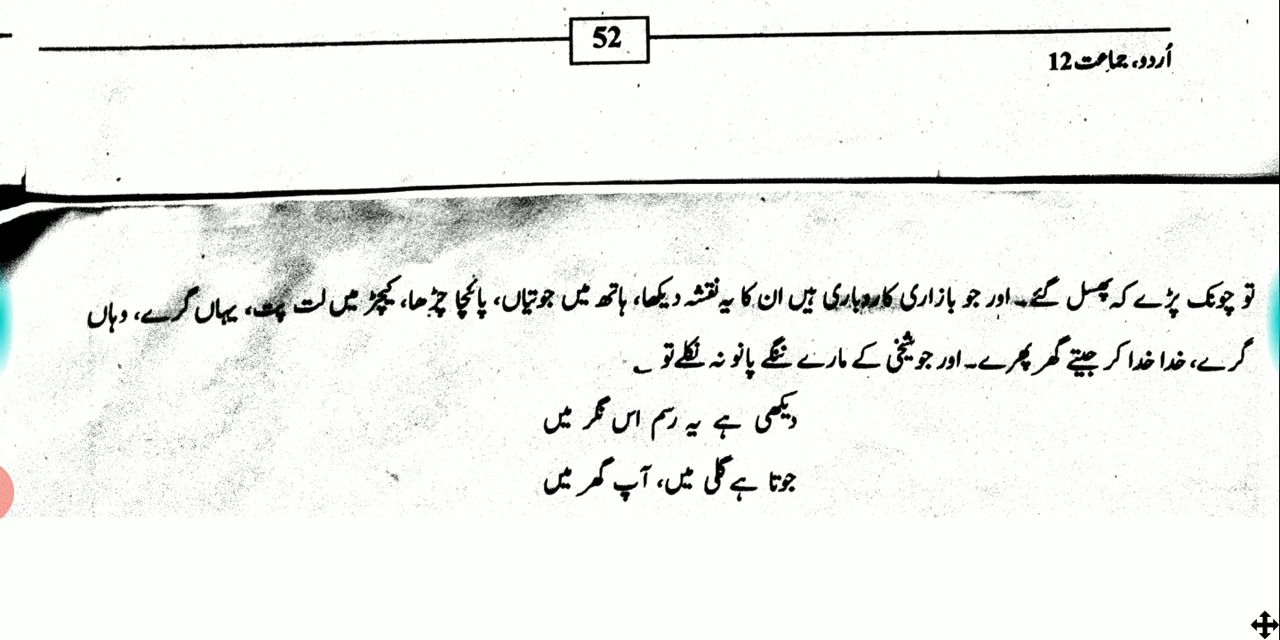 52
اُردو، جماعت 12
تو چونک پڑے کہ پھسل گئے۔ اور جو بازاری کاروباری ہیں ان کا یہ نقشہ دیکھا، ہاتھ میں جوتیاں، پائنچا چڑھا، کیچڑ میں لت پت، یہاں گرے، وہاں
گرے، خدا خدا کر جیتے گھر پھرے۔ اور جو شیخی کے مارے ننگے پانو نہ نکلے تو ؎
دیکھی ہے یہ رسم اس نگر میں
جوتا ہے گلی میں، آپ گھر میں